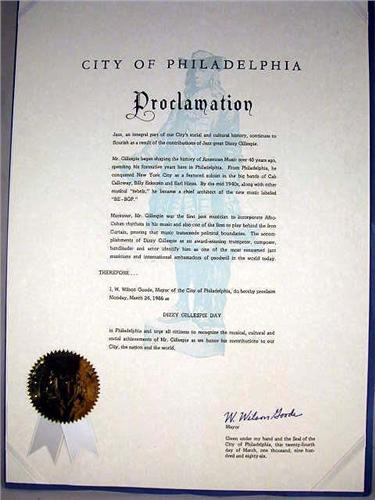 CITY OF PHILADELPHIA
Proclamation
Jazz, an integral part of our City's social and cultural history, continues to
flourish as a result of the contributions of Jazz great Dizzy Gillespie.
Mr. Gillespie began shaping the history of American Music over 40 years ago,
spending his formative years here in Philadelphia. From Philadelphia, he
conquered New York City as a featured soloist in the big bands of Cab
Calloway, Billy Eckstein and Earl Hines. By the mid 1940s, along with other
musical "rebels," he became a chief architect of the new music labeled
"BE-BOP."
Moreover, Mr. Gillespie was the first jazz musician to incorporate Afro-
Cuban rhythms in his music and also one of the first to play behind the Iron
Curtain, proving that music transcends political boundaries. The accom-
plishments of Dizzy Gillespie as an award-winning trumpeter, composer,
bandleader and actor identify him as one of the most renowned jazz
musicians and international ambassadors of goodwill in the world today.
THEREFORE ...
I, W. Wilson Goode, Mayor of the City of Philadelphia, do hereby proclaim
Monday, March 24, 1986 as
DIZZY GILLESPIE DAY
in Philadelphia and urge all citizens to recognize the musical, cultural and
social achievements of Mr. Gillespie as we honor his contributions to our
City, the nation and the world.
W. Wilson Goode
Mayor
Given under my hand and the Seal of the
City of Philadelphia, this twenty-fourth
day of March, one thousand, nine hun-
dred and eighty-six.